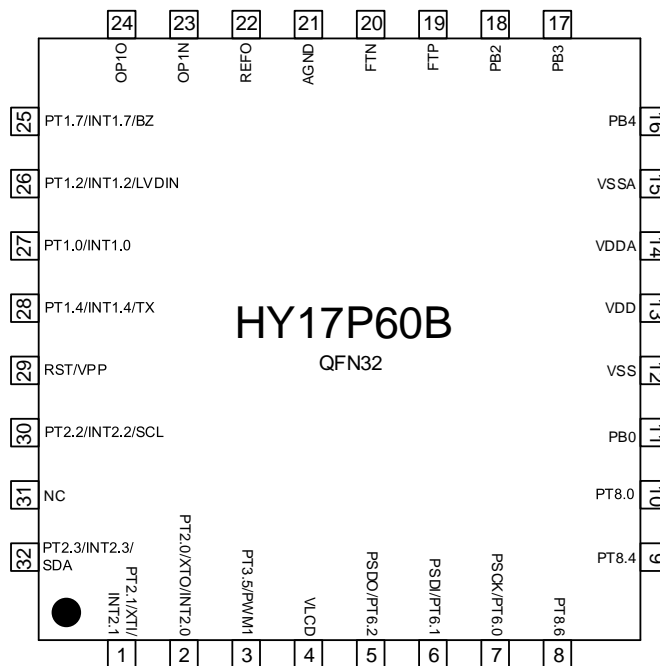 24 23 22 21 20 19 18 17
OP1O OP1N REFO AGND FTN FTP PB2 PB3
25 PT1.7/INT1.7/BZ PB4 16
26 PT1.2/INT1.2/LVDIN VSSA 15
27 PT1.0/INT1.0 VDDA 14
28 PT1.4/INT1.4/TX VDD 13
HY17P60B
QFN32
29 RST/VPP VSS 12
30 PT2.2/INT2.2/SCL PB0 11
31 NC PT8.0 10
32 PT2.3/INT2.3/
SDA PT8.4 9
PT2.1/XTI/
INT2.1
PT2.0/XTO/INT2.0
PT3.5/PWM1
VLCD
PSDO/PT6.2
PSDI/PT6.1
PSCK/PT6.0
PT8.6
1 2 3 4 5 6 7 8